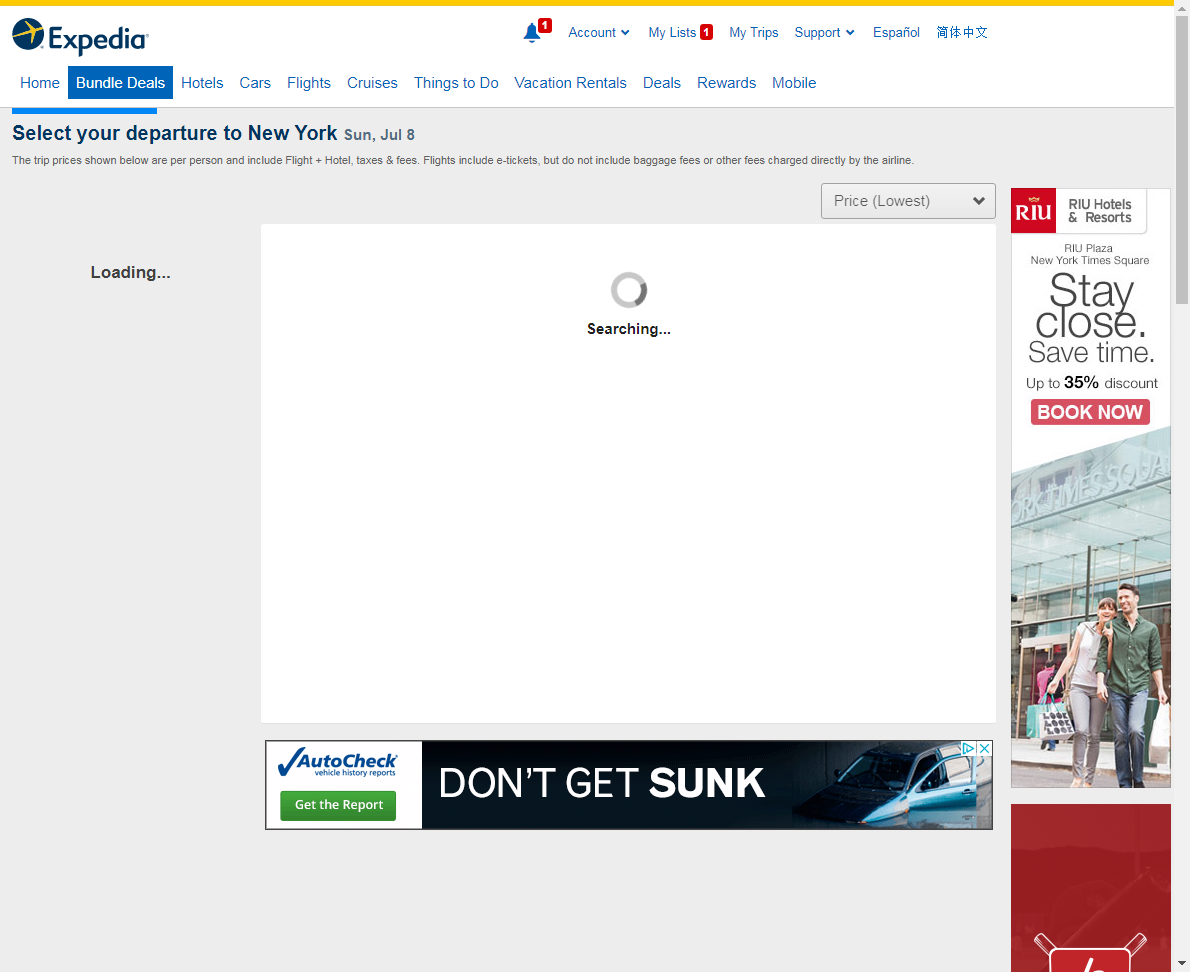 Expedia
1
Account
My Lists 1
My Trips
Support
Español
简体中文
Home
Bundle Deals
Hotels
Cars
Flights
Cruises
Things to Do
Vacation Rentals
Deals
Rewards
Mobile
Select your departure to New York Sun, Jul 8
The trip prices shown below are per person and include Flight + Hotel, taxes & fees. Flights include e-tickets, but do not include baggage fees or other fees charged directly by the airline.
Price (Lowest)
Loading...
Searching...
RIU
RIU Hotels
& Resorts
RIU Plaza
New York Times Square
Stay
close.
Save time.
Up to 35% discount
BOOK NOW
LOOK
LOOK
LOOK
AutoCheck
vehicle history reports
Get the Report
DON'T GET SUNK